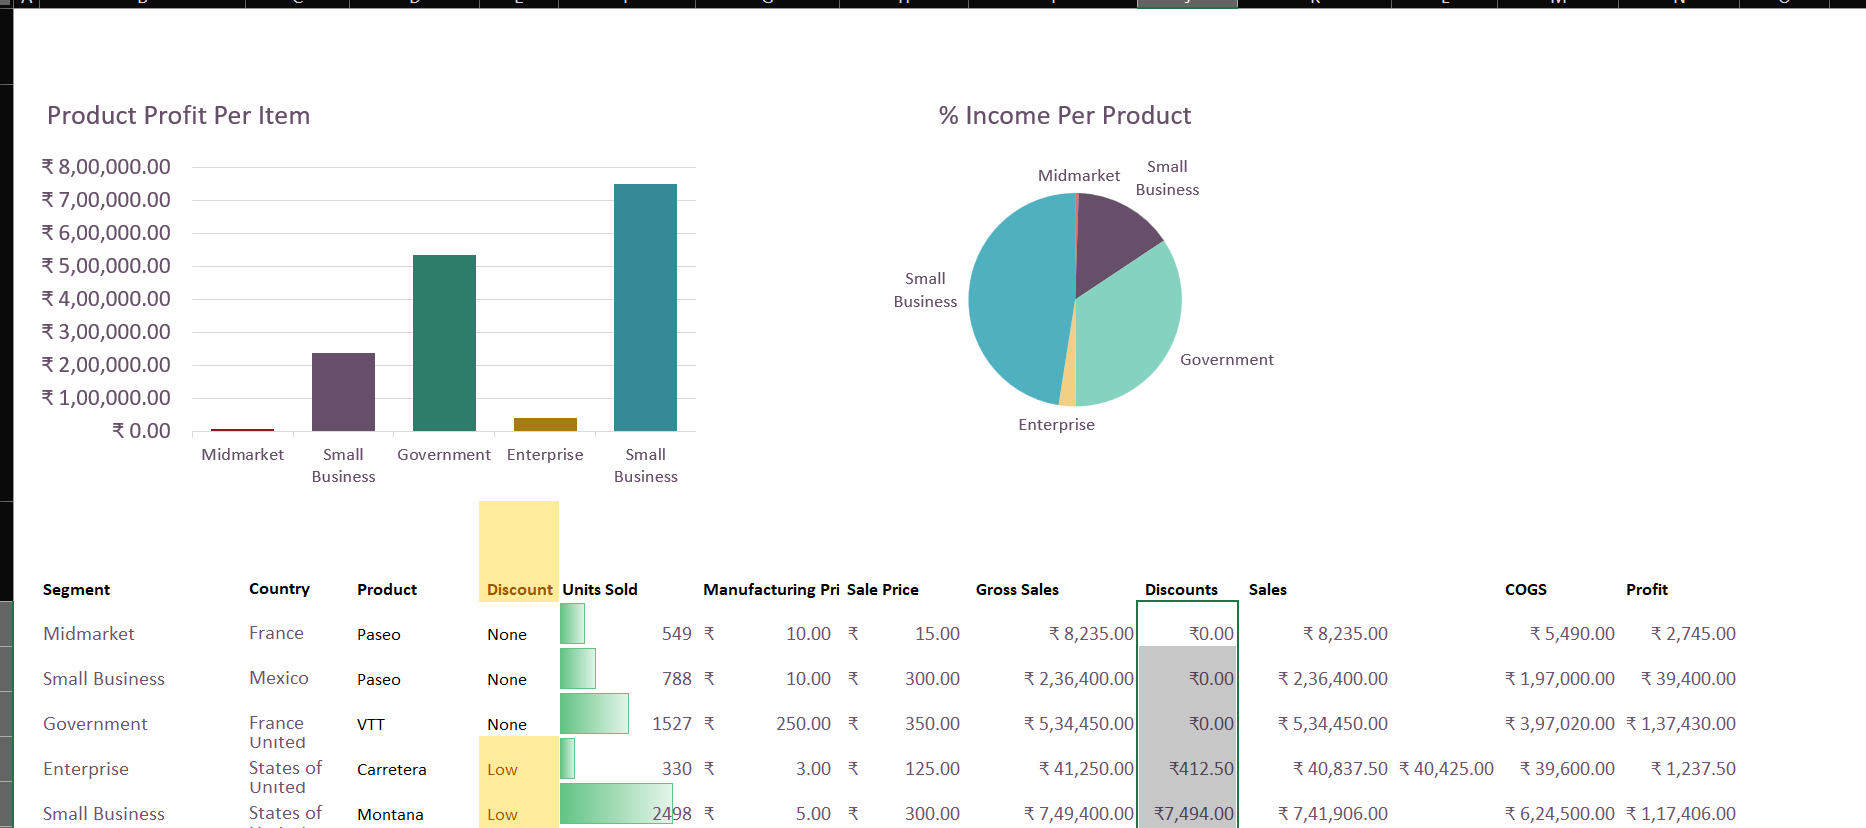 Product Profit Per Item
₹ 8,00,000.00
₹ 7,00,000.00
₹ 6,00,000.00
₹ 5,00,000.00
₹ 4,00,000.00
₹ 3,00,000.00
₹ 2,00,000.00
₹ 1,00,000.00
₹ 0.00
Midmarket
Small
Business
Government
Enterprise
Small
Business
% Income Per Product
Midmarket
Small
Business
Small
Business
Government
Enterprise
Segment Country Product Discount Units Sold Manufacturing Pri Sale Price Gross Sales Discounts Sales COGS Profit
Midmarket France Paseo None 549 ₹ 10.00 ₹ 15.00 ₹ 8,235.00 ₹0.00 ₹ 8,235.00 ₹ 5,490.00 ₹ 2,745.00
Small Business Mexico Paseo None 788 ₹ 10.00 ₹ 300.00 ₹ 2,36,400.00 ₹0.00 ₹ 2,36,400.00 ₹ 1,97,000.00 ₹ 39,400.00
Government France VTT None 1527 ₹ 250.00 ₹ 350.00 ₹ 5,34,450.00 ₹0.00 ₹ 5,34,450.00 ₹ 3,97,020.00 ₹ 1,37,430.00
United
Enterprise States of Carretera Low 330 ₹ 3.00 ₹ 125.00 ₹ 41,250.00 ₹412.50 ₹ 40,837.50 ₹ 40,425.00 ₹ 39,600.00 ₹ 1,237.50
United
Small Business States of Montana Low 2498 ₹ 5.00 ₹ 300.00 ₹ 7,49,400.00 ₹7,494.00 ₹ 7,41,906.00 ₹ 6,24,500.00 ₹ 1,17,406.00